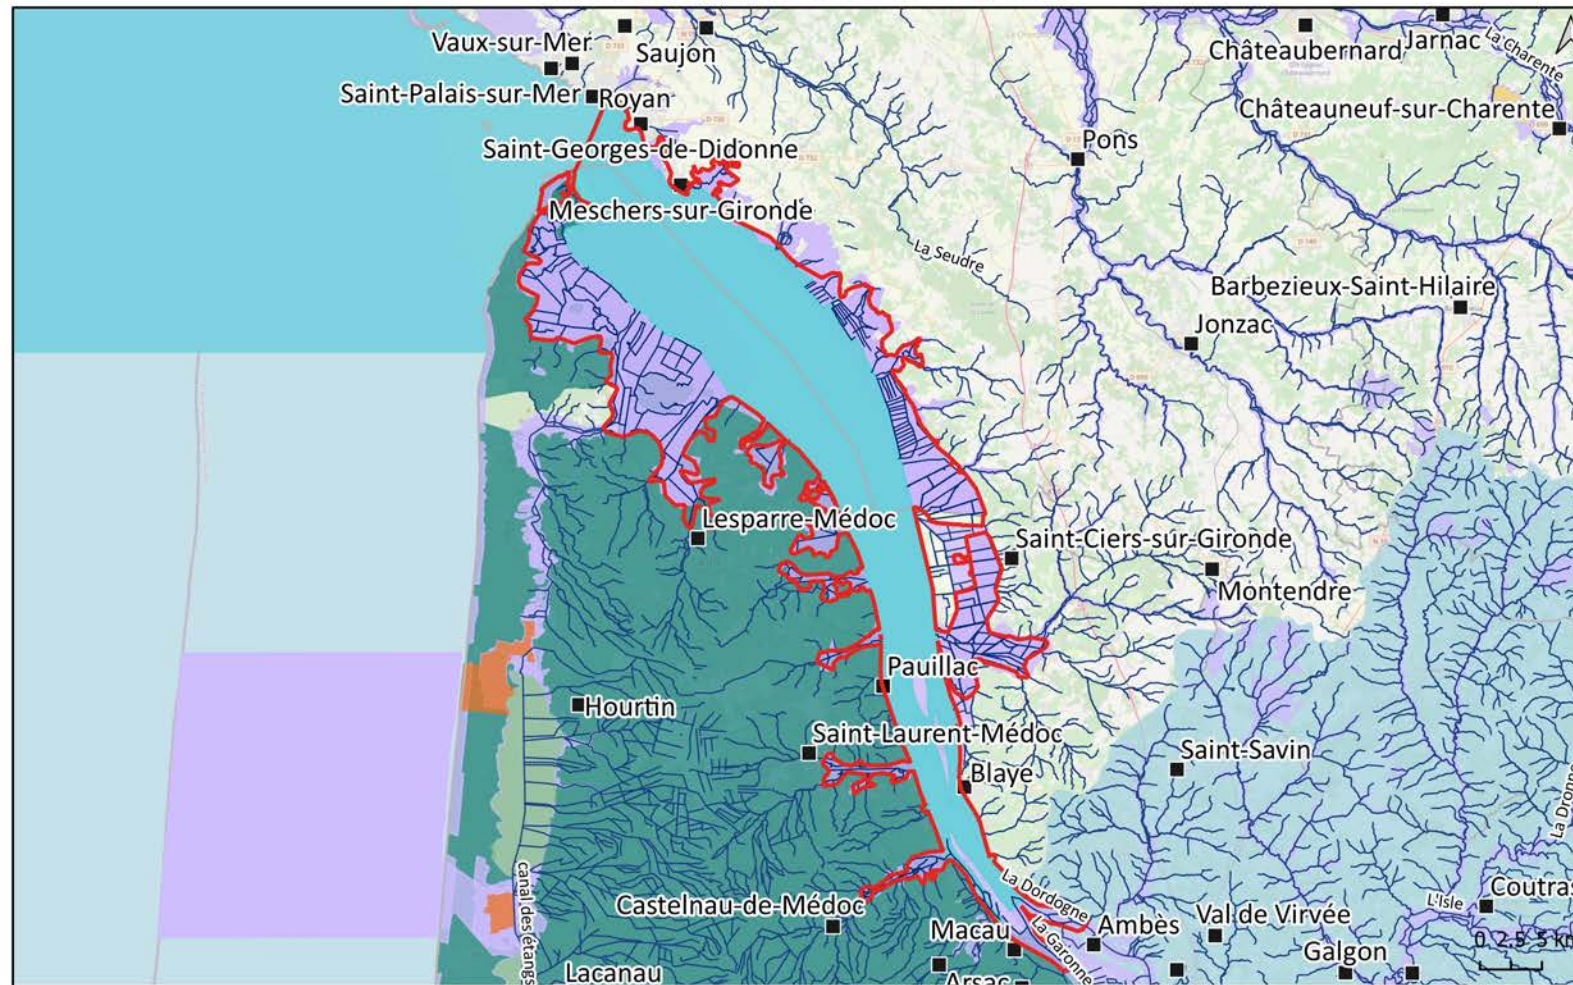 Vaux-sur-Mer
Saujon
Châteaubernard
Jarnac
La Charente
Saint-Palais-sur-Mer
Royan
Châteauneuf-sur-Charente
Saint-Georges-de-Didonne
Pons
Meschers-sur-Gironde
La Seudre
Barbezieux-Saint-Hilaire
Jonzac
Lesparre-Médoc
Saint-Ciers-sur-Gironde
Montendre
Pauillac
Hourtin
Saint-Laurent-Médoc
Saint-Savin
Blaye
La Dronne
canal des étangs
La Dordogne
Coutras
L'Isle
Castelnau-de-Médoc
Ambès
Val de Virvée
Macau
La Garonne
Galgon
0 2.5 5 km
Lacanau
Arsac